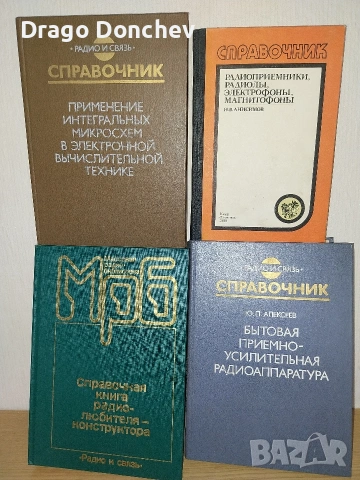 Drago Donchev
• РАДИО И СВЯЗЬ •
СПРАВОЧНИК
ПРИМЕНЕНИЕ
ИНТЕГРАЛЬНЫХ
МИКРОСХЕМ
В ЭЛЕКТРОННОЙ
ВЫЧИСЛИТЕЛЬНОЙ
ТЕХНИКЕ
СПРАВОЧНИК
РАДИОПРИЕМНИКИ,
РАДИОЛЫ,
ЭЛЕКТРОФОНЫ,
МАГНИТОФОНЫ
Мрб
Справочная
книга
радио-
любителя-
конструктора
«Радио и связь»
•РАДИО И СВЯЗЬ•
СПРАВОЧНИК
БЫТОВАЯ
ПРИЕМНО-
УСИЛИТЕЛЬНАЯ
РАДИОАППАРАТУРА
BAZAR